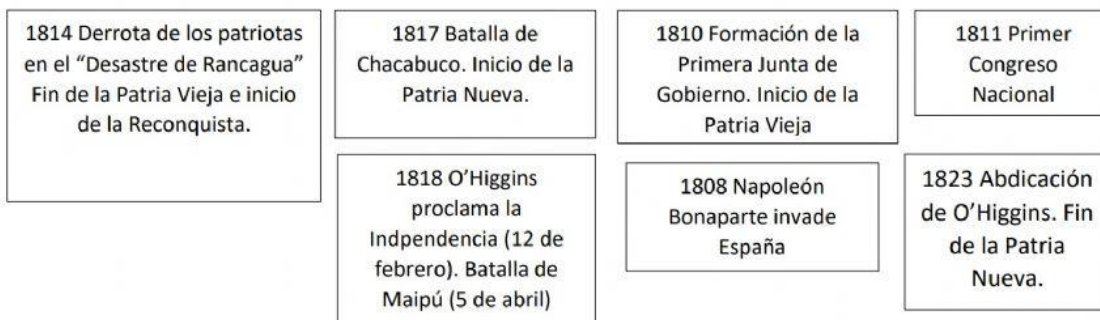 1814 Derrota de los patriotas
en el “Desastre de Rancagua”
Fin de la Patria Vieja e inicio
de la Reconquista.
1817 Batalla de
Chacabuco. Inicio de la
Patria Nueva.
1810 Formación de la
Primera Junta de
Gobierno. Inicio de la
Patria Vieja
1811 Primer
Congreso
Nacional
1818 O’Higgins
proclama la
Indpendencia (12 de
febrero). Batalla de
Maipú (5 de abril)
1808 Napoleón
Bonaparte invade
España
1823 Abdicación
de O’Higgins. Fin
de la Patria
Nueva.